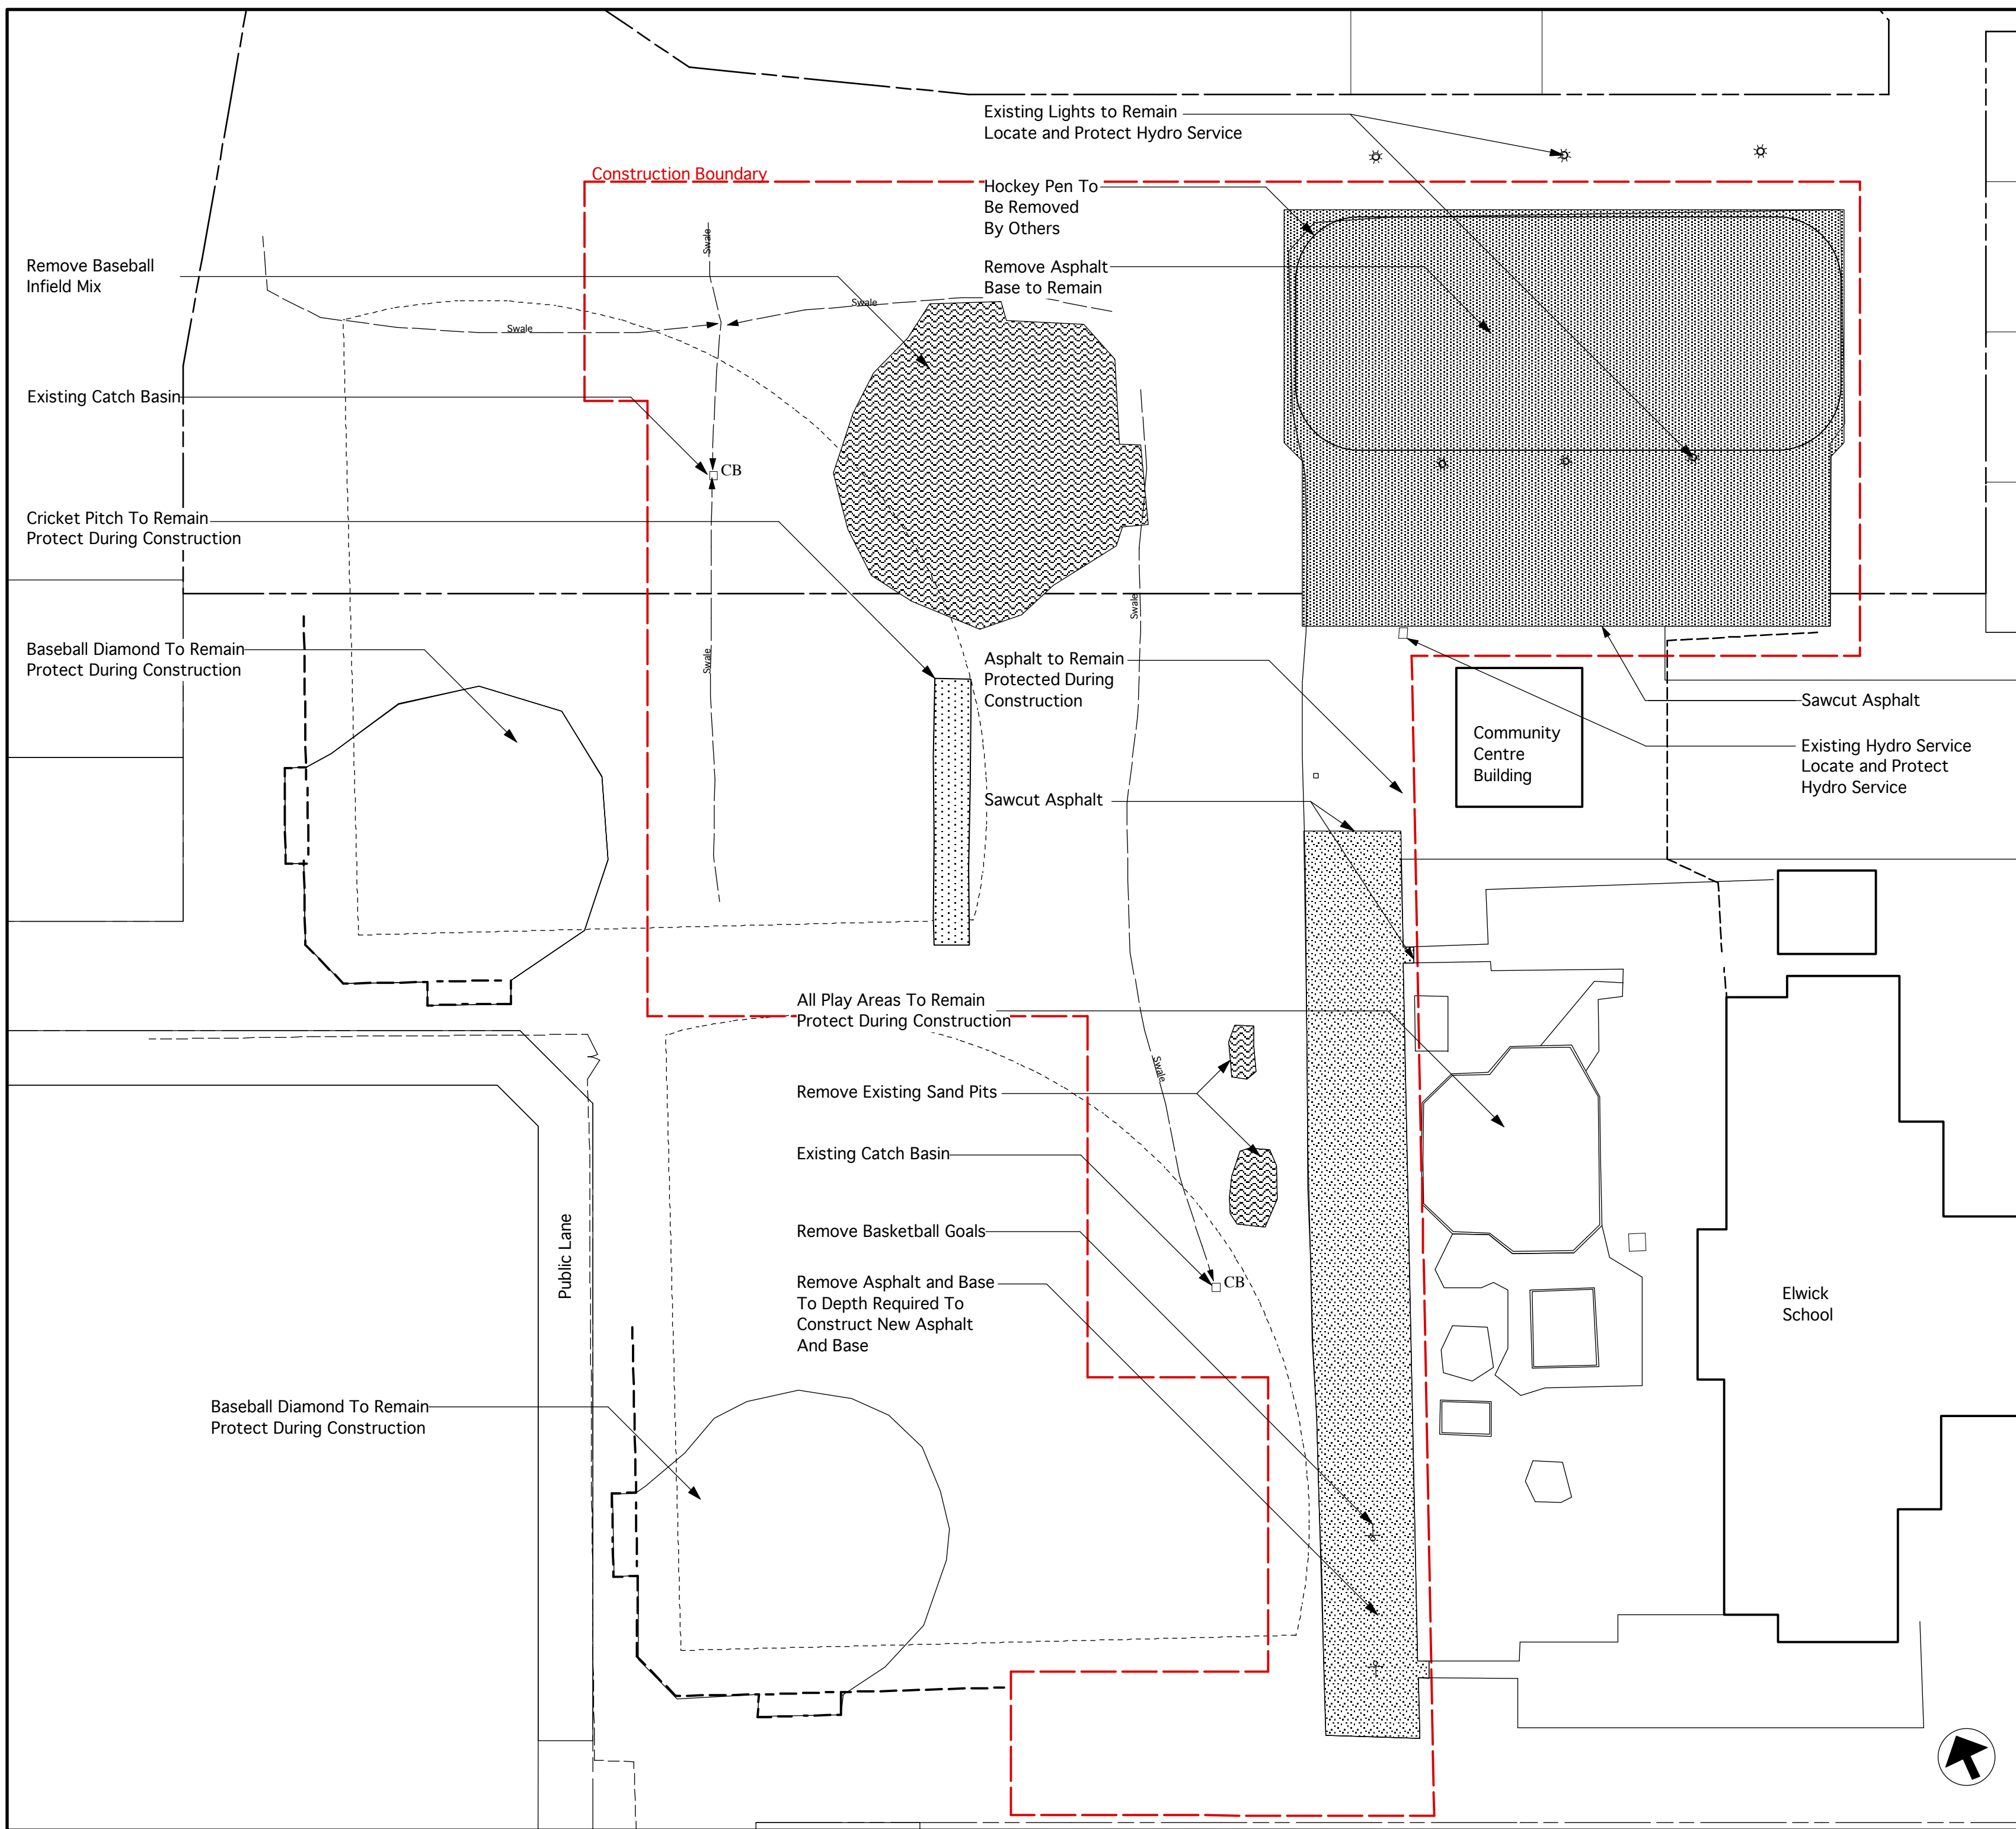 Existing Lights to Remain
Locate and Protect Hydro Service
Construction Boundary
Hockey Pen To
Be Removed
By Others
Swale
Remove Baseball
Infield Mix
Remove Asphalt
Base to Remain
Swale
Swale
Existing Catch Basin
CB
Cricket Pitch To Remain
Protect During Construction
Swale
Baseball Diamond To Remain
Protect During Construction
Swale
Asphalt to Remain
Protected During
Construction
Sawcut Asphalt
Community
Centre
Building
Existing Hydro Service
Locate and Protect
Hydro Service
Sawcut Asphalt
All Play Areas To Remain
Protect During Construction
Swale
Remove Existing Sand Pits
Existing Catch Basin
Public Lane
Remove Basketball Goals
CB
Remove Asphalt and Base
To Depth Required To
Construct New Asphalt
And Base
Elwick
School
Baseball Diamond To Remain
Protect During Construction